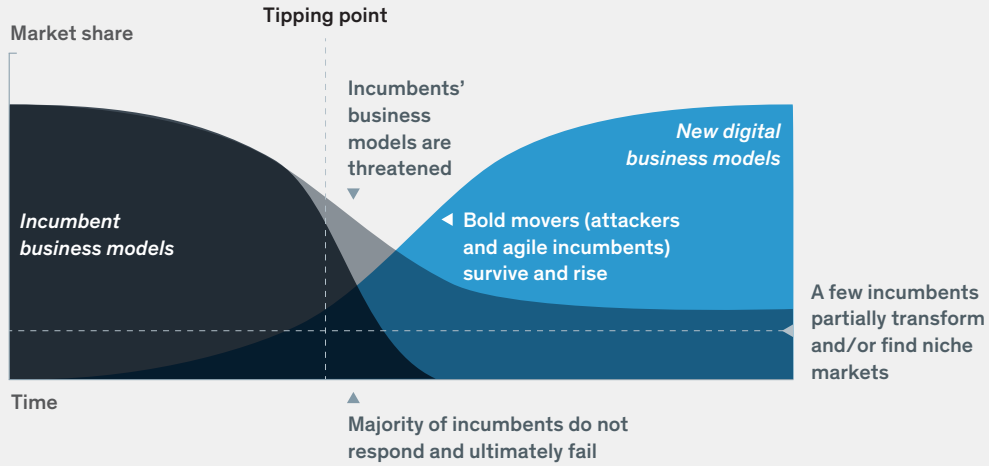 Tipping point
Market share
Incumbents’
business
models are
threatened
New digital
business models
Incumbent
business models
Bold movers (attackers
and agile incumbents)
survive and rise
A few incumbents
partially transform
and/or find niche
markets
Time
Majority of incumbents do not
respond and ultimately fail